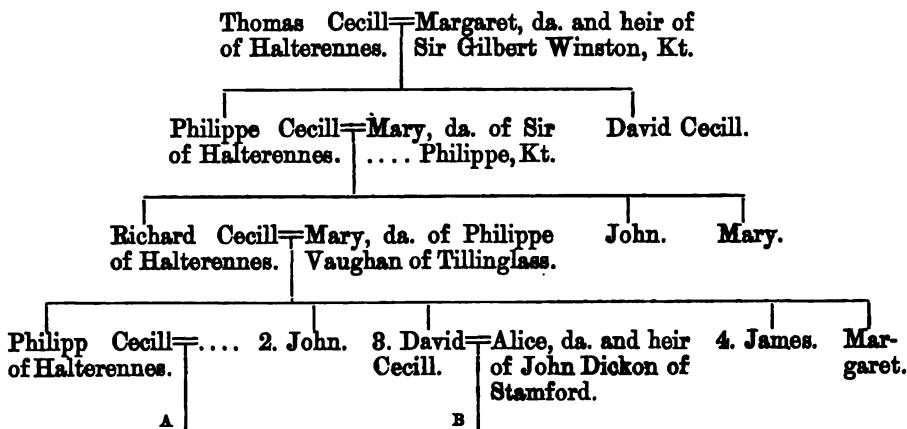 Thomas Cecill=Margaret, da. and heir of
of Halterennes. Sir Gilbert Winston, Kt.
Philippe Cecill=Mary, da. of Sir David Cecill.
of Halterennes. .... Philippe, Kt.
Richard Cecill=Mary, da. of Philippe John. Mary.
of Halterennes. Vaughan of Tillinglass.
Philipp Cecill=.... 2. John. 3. David=Alice, da. and heir 4. James. Mar-
of Halterennes. Cecill. of John Dickon of garet.
Stamford.
A B